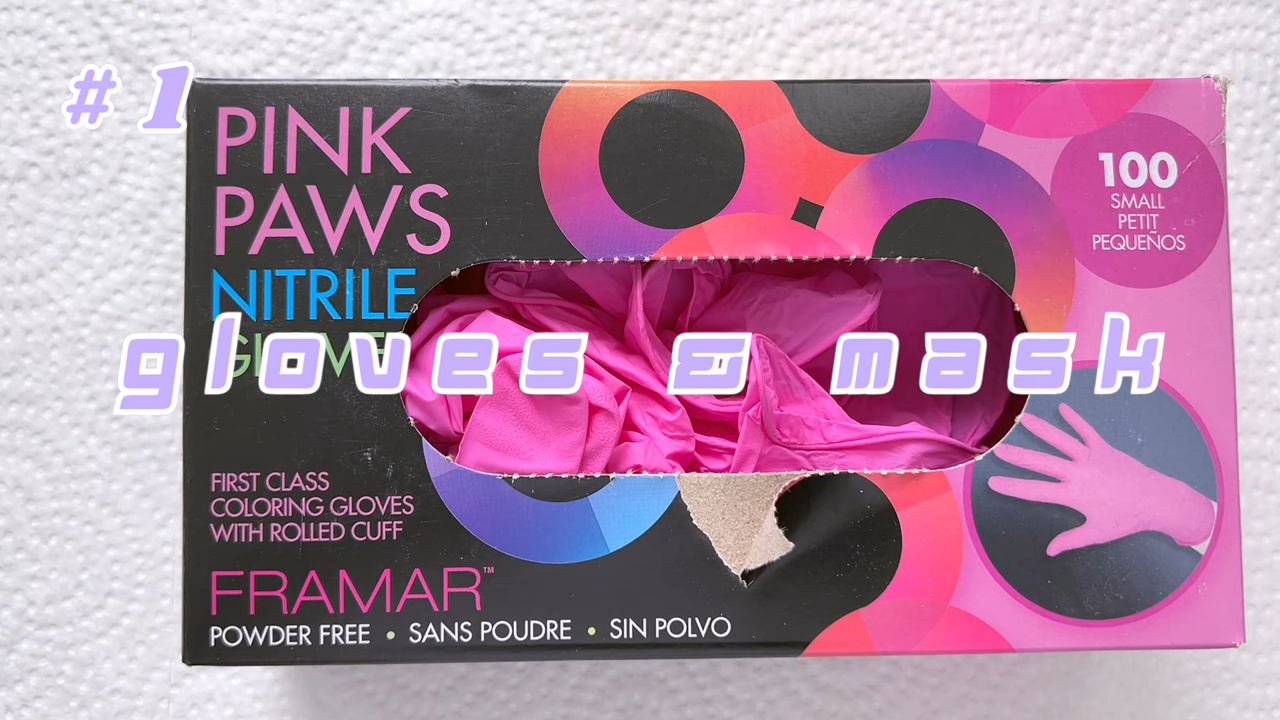 # 1
PINK
PAWS
NITRILE
gloves & mask
100
SMALL
PETIT
PEQUEÑOS
FIRST CLASS
COLORING GLOVES
WITH ROLLED CUFF
FRAMAR™
POWDER FREE • SANS POUDRE • SIN POLVO